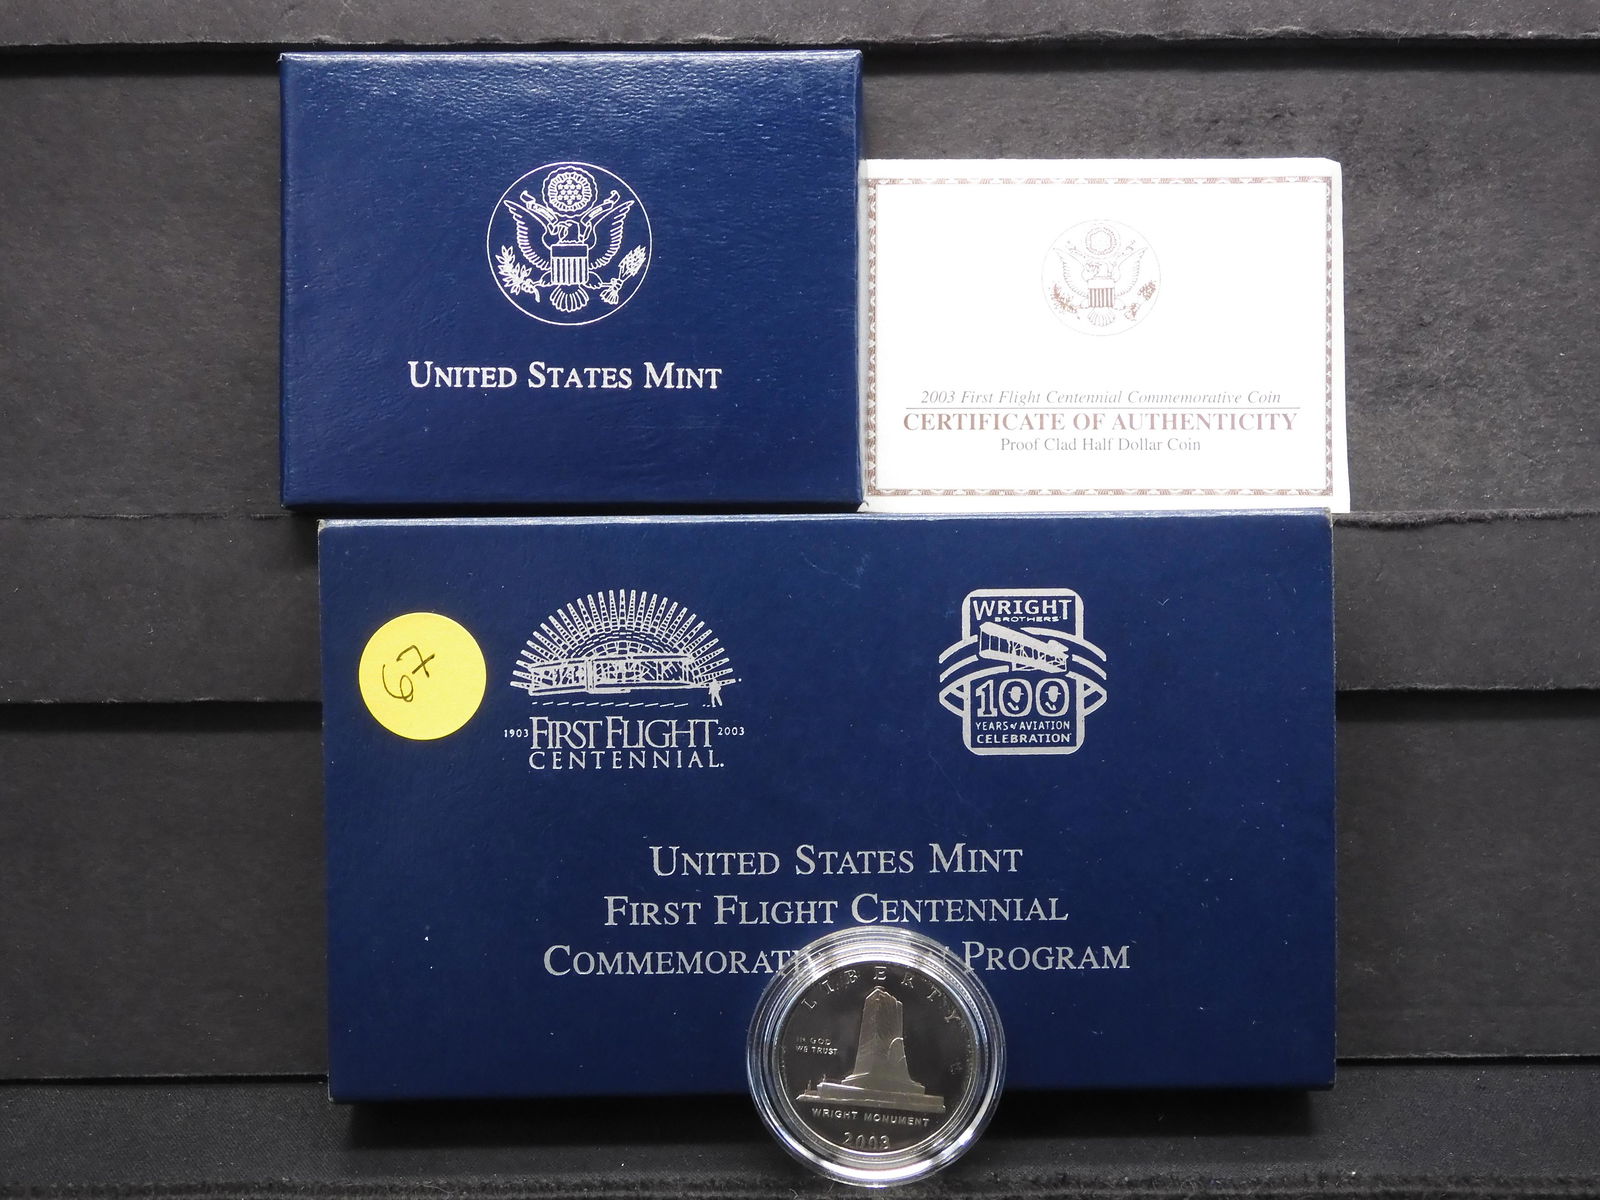 UNITED STATES MINT
2003 First Flight Centennial Commemorative Coin
CERTIFICATE OF AUTHENTICITY
Proof Clad Half Dollar Coin
67
1903 FIRST FLIGHT 2003
CENTENNIAL.
WRIGHT
BROTHERS'
100
YEARS of AVIATION
CELEBRATION
UNITED STATES MINT
FIRST FLIGHT CENTENNIAL
PROGRAM
LIBERTY
IN GOD
WE TRUST
WRIGHT MONUMENT
2003